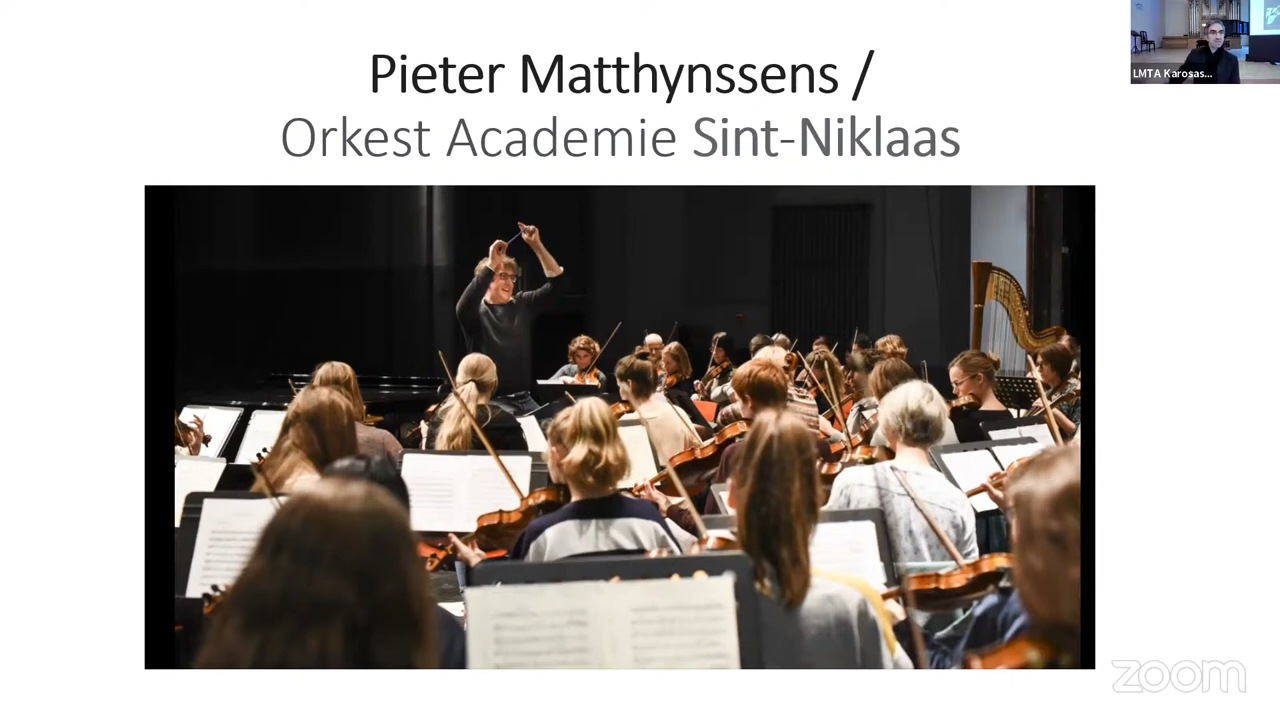 Pieter Matthynssens /
Orkest Academie Sint-Niklaas
LMTA Karosas...
zoom